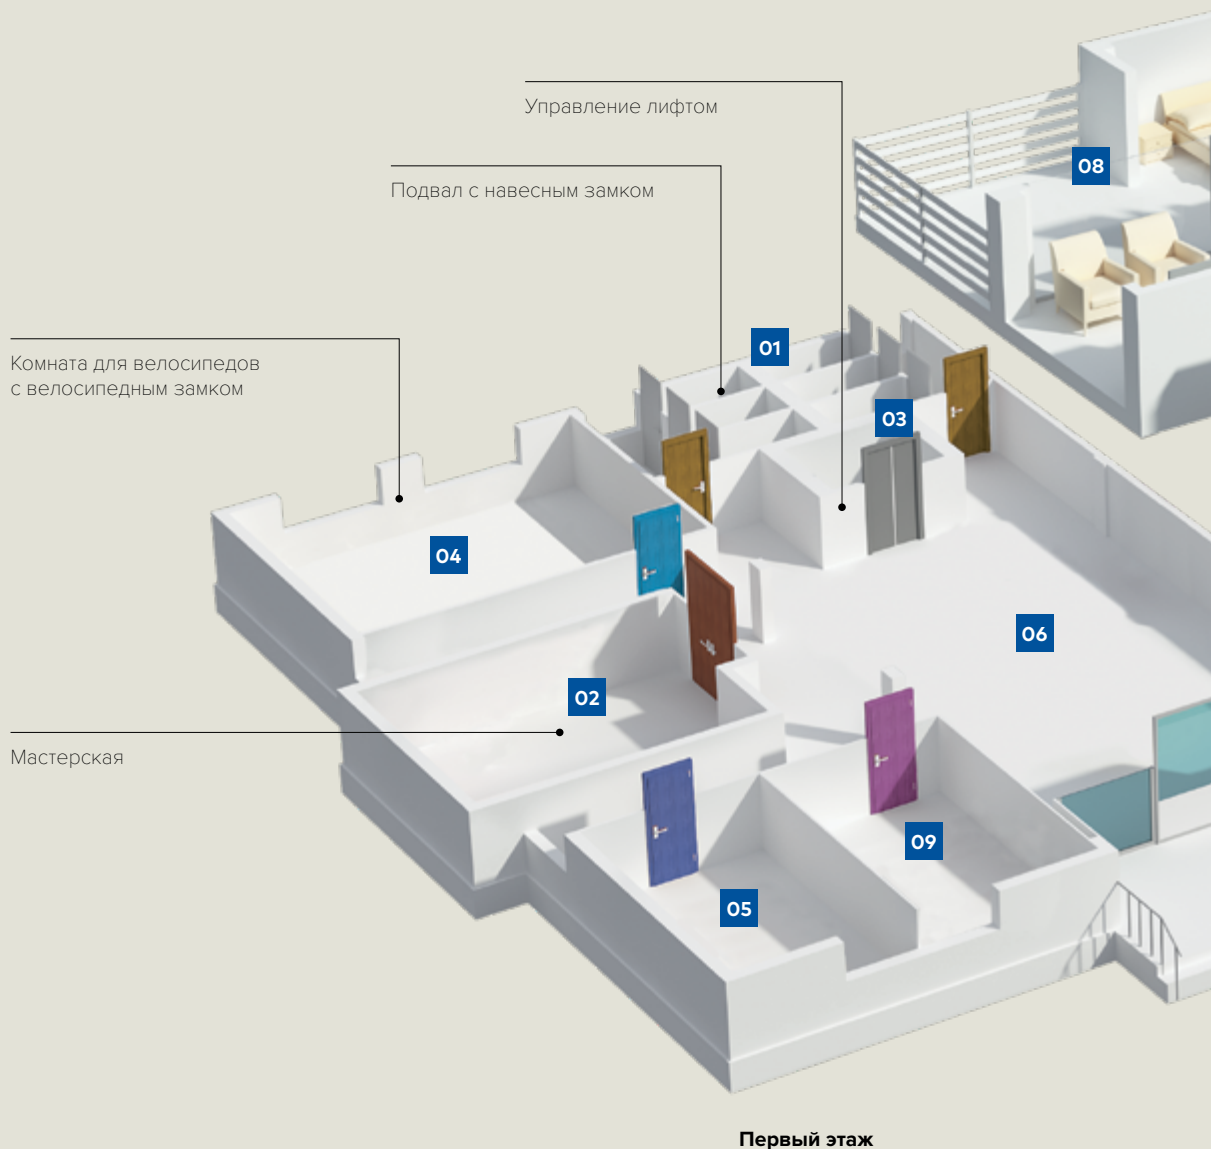 Управление лифтом
08
Подвал с навесным замком
01
Комната для велосипедов
с велосипедным замком
03
04
06
02
Мастерская
09
05
Первый этаж